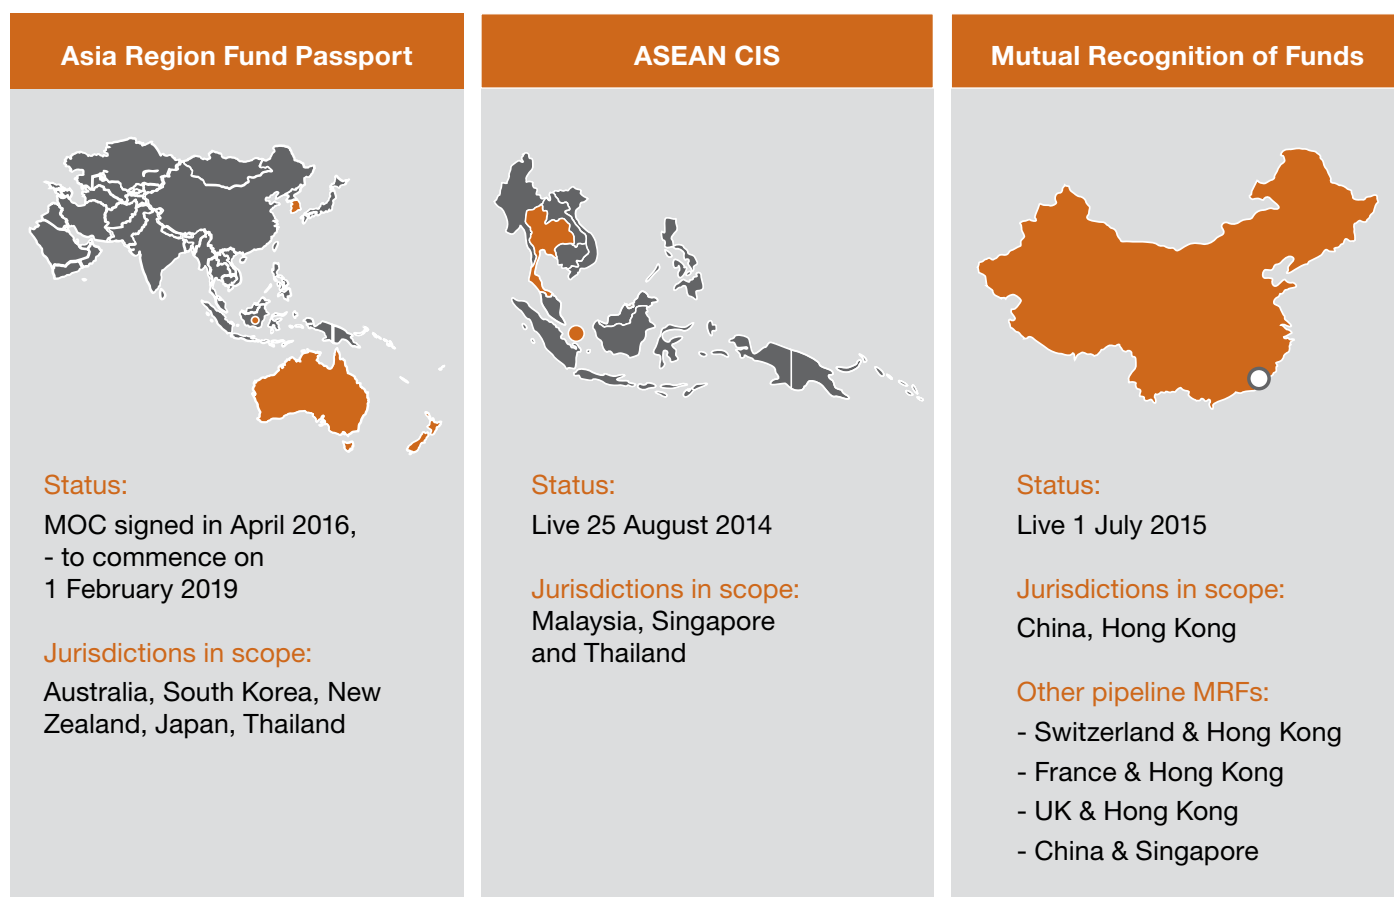 Asia Region Fund Passport
Status:
MOC signed in April 2016,
- to commence on
1 February 2019
Jurisdictions in scope:
Australia, South Korea, New
Zealand, Japan, Thailand
ASEAN CIS
Status:
Live 25 August 2014
Jurisdictions in scope:
Malaysia, Singapore
and Thailand
Mutual Recognition of Funds
Status:
Live 1 July 2015
Jurisdictions in scope:
China, Hong Kong
Other pipeline MRFs:
- Switzerland & Hong Kong
- France & Hong Kong
- UK & Hong Kong
- China & Singapore